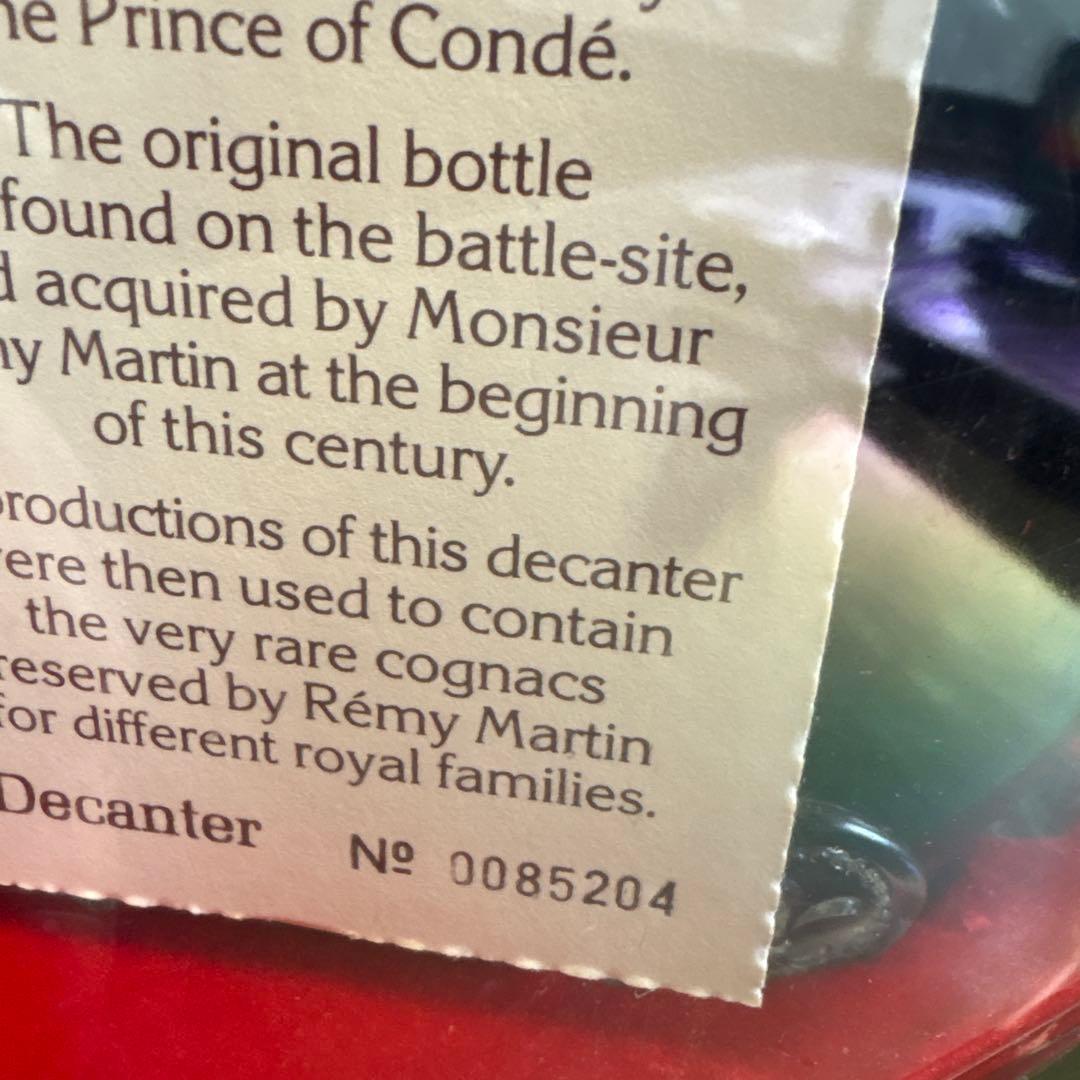 he Prince of Condé.
The original bottle
found on the battle-site,
d acquired by Monsieur
my Martin at the beginning
of this century.
productions of this decanter
ere then used to contain
the very rare cognacs
reserved by Rémy Martin
for different royal families.
Decanter Nº 0085204